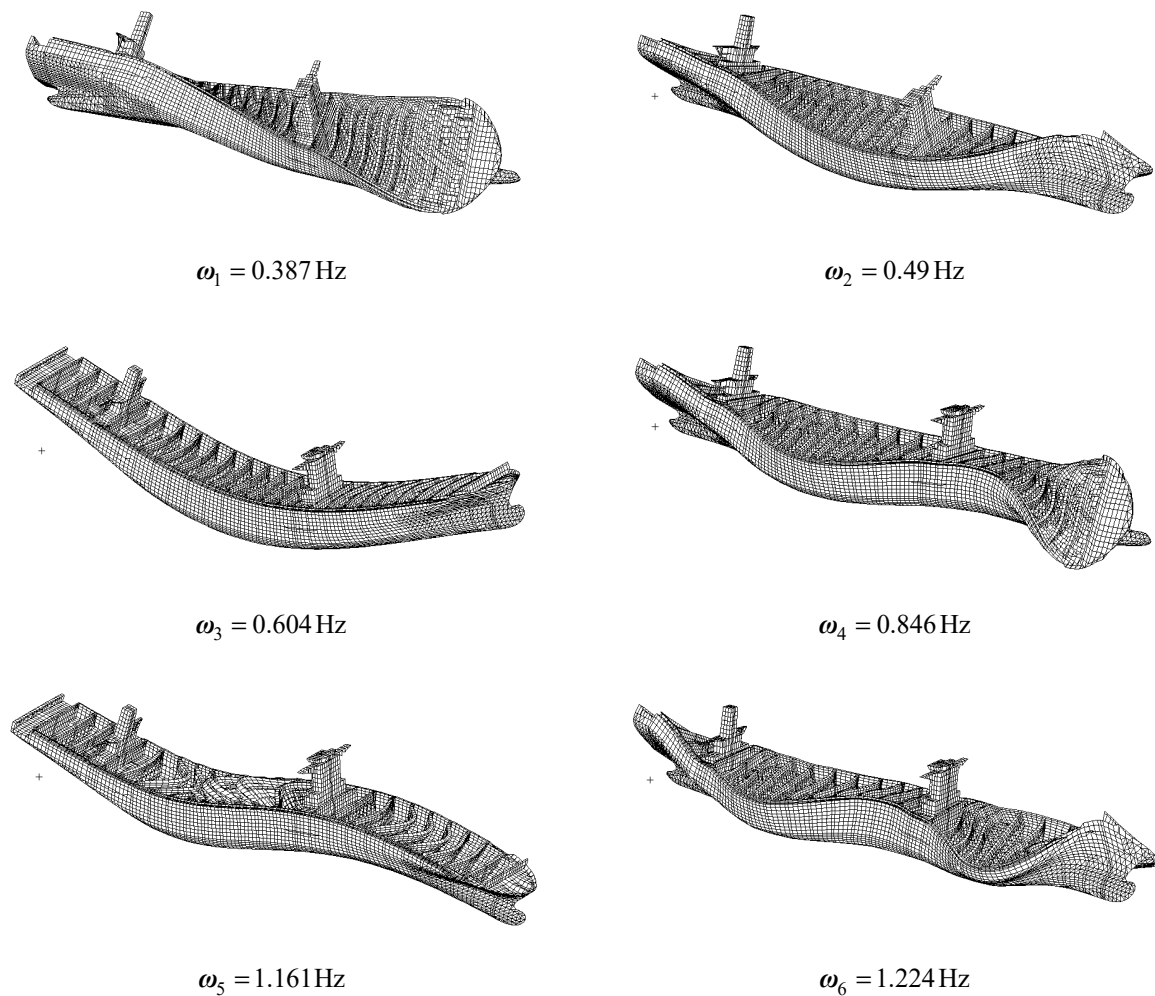 ω₁ = 0.387 Hz
ω₂ = 0.49 Hz
ω₃ = 0.604 Hz
ω₄ = 0.846 Hz
ω₅ = 1.161 Hz
ω₆ = 1.224 Hz